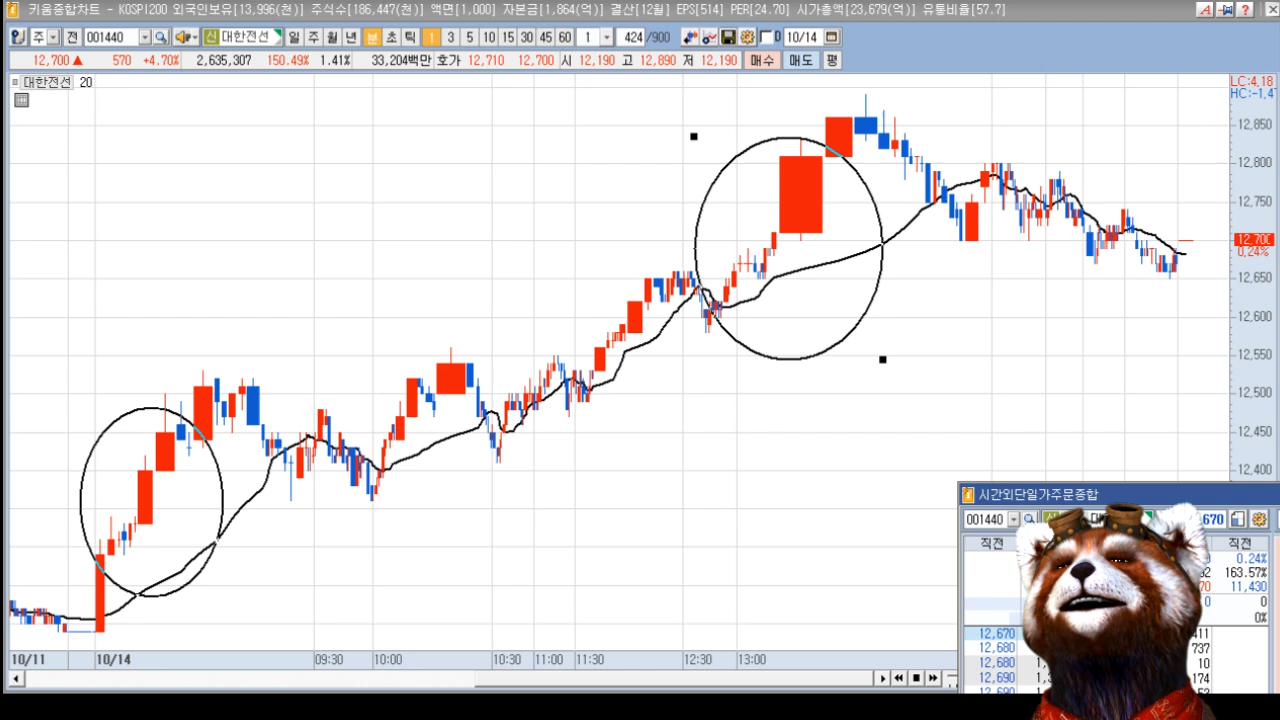 키움종합차트 - KOSPI200 외국인보유[13,996(천)] 주식수[186,447(천)] 액면[1,000] 자본금[1,864(억)] 결산[12월] EPS[514] PER[24.70] 시가총액[23,679(억)] 유동비율[57.7]
주 전 001440 신 대한전선 일 주 월 년 분 초 틱 1 3 5 10 15 30 45 60 1 424 /900 D 10/14
12,700 ▲ 570 +4.70% 2,635,307 150.49% 1.41% 33,204백만 호가 12,710 12,700 시 12,190 고 12,890 저 12,190 매수 매도 평
대한전선 20
LC:4.18
HC:-1.4
12,850
12,800
12,750
12,700
0.24%
12,650
12,600
12,550
12,500
12,450
12,400
시간외단일가주문종합
001440 670
직전 직전
0.24%
163.57%
11,430
0 0
0%
12,670 411
12,680 737
12,680 10
12,690 174
12,690
10/11 10/14 09:30 10:00 10:30 11:00 11:30 12:30 13:00